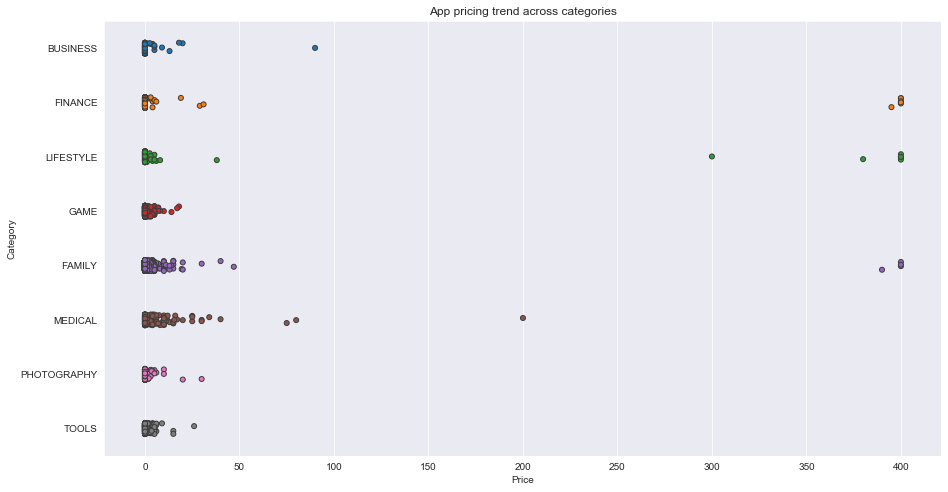 App pricing trend across categories
Category
BUSINESS
FINANCE
LIFESTYLE
GAME
FAMILY
MEDICAL
PHOTOGRAPHY
TOOLS
0 50 100 150 200 250 300 350 400
Price